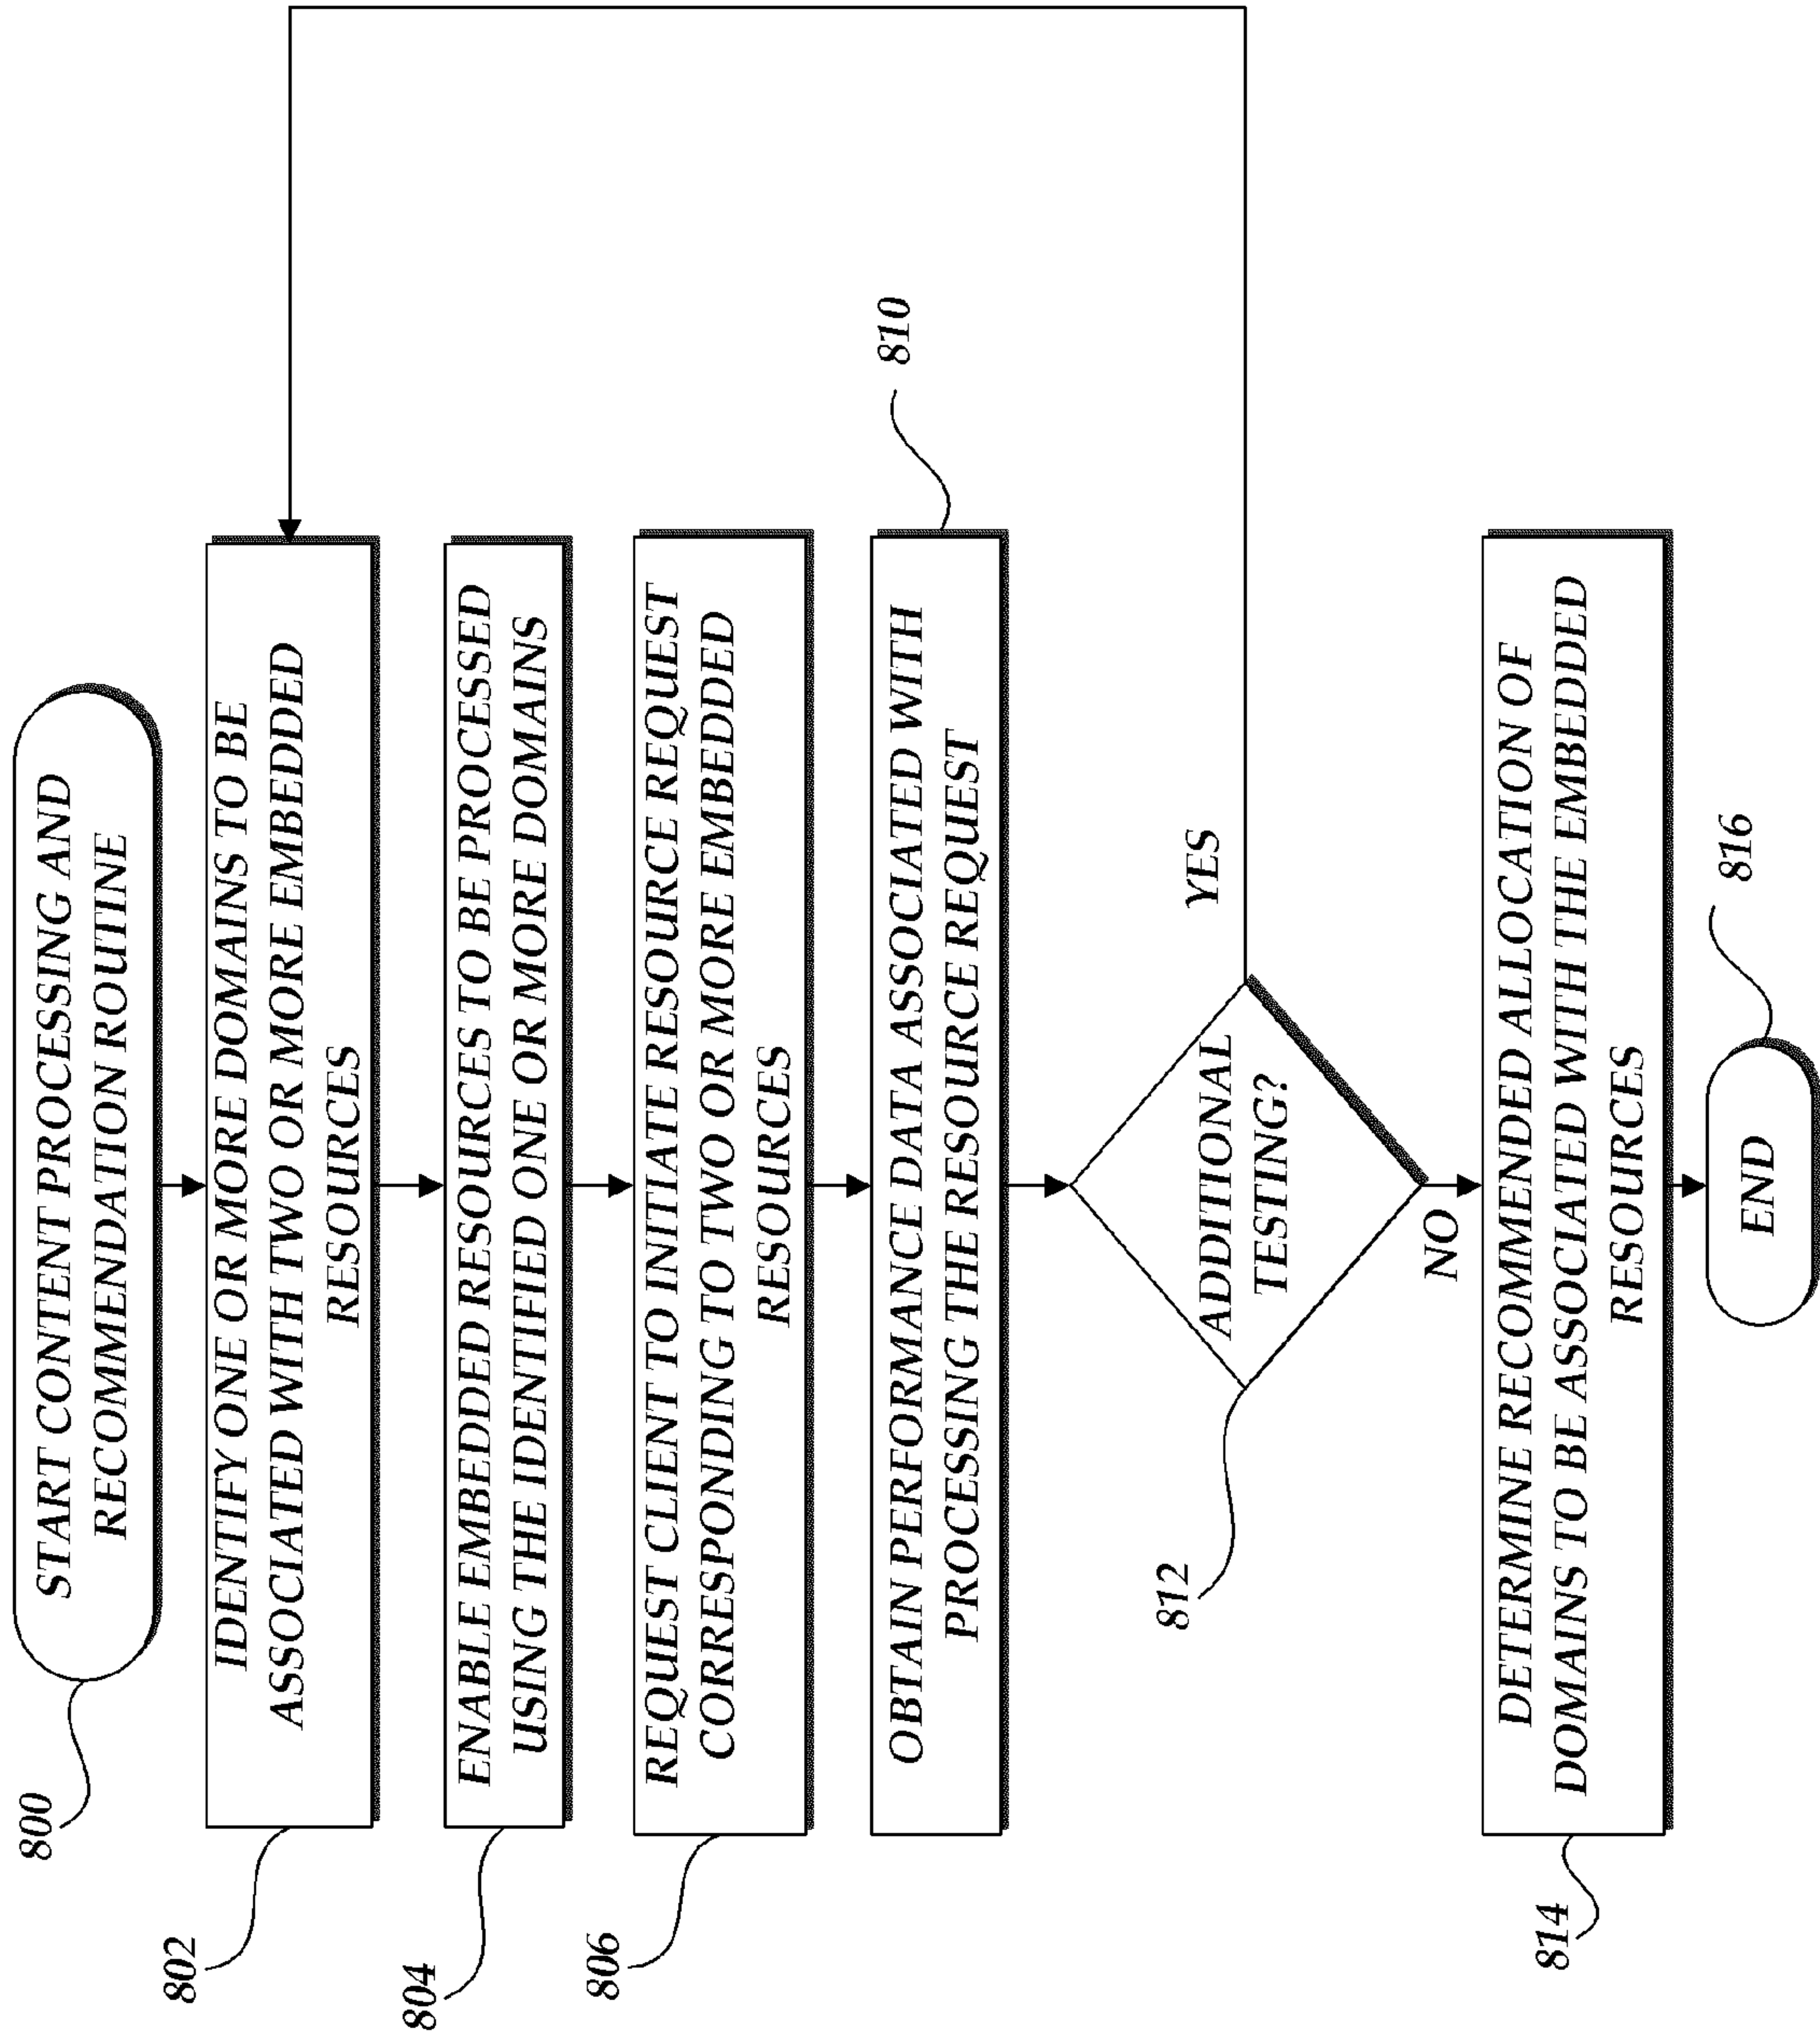 800
START CONTENT PROCESSING AND
RECOMMENDATION ROUTINE
802
IDENTIFY ONE OR MORE DOMAINS TO BE
ASSOCIATED WITH TWO OR MORE EMBEDDED
RESOURCES
804
ENABLE EMBEDDED RESOURCES TO BE PROCESSED
USING THE IDENTIFIED ONE OR MORE DOMAINS
806
REQUEST CLIENT TO INITIATE RESOURCE REQUEST
CORRESPONDING TO TWO OR MORE EMBEDDED
RESOURCES
810
OBTAIN PERFORMANCE DATA ASSOCIATED WITH
PROCESSING THE RESOURCE REQUEST
812
ADDITIONAL
TESTING?
YES
NO
814
DETERMINE RECOMMENDED ALLOCATION OF
DOMAINS TO BE ASSOCIATED WITH THE EMBEDDED
RESOURCES
816
END